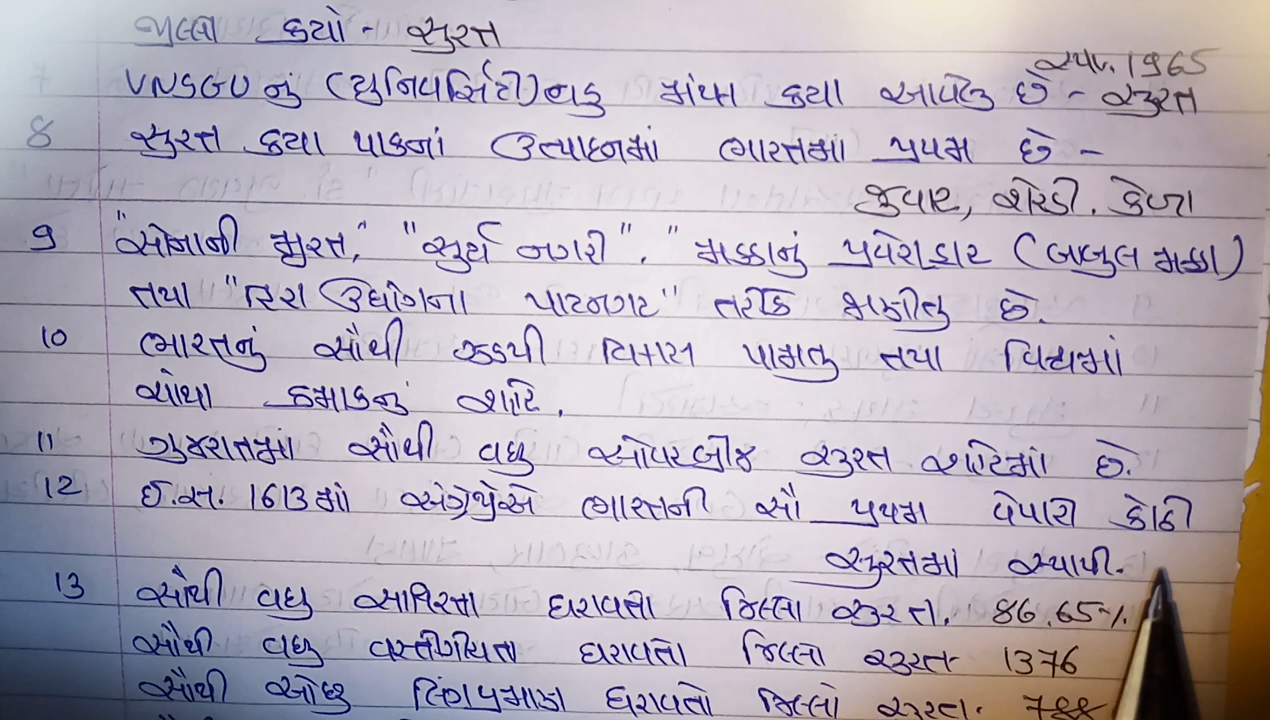 જીલ્લો કયો - સુરત
સ્થા. 1965
VNSGU નું (યુનિવર્સિટી)વડુ મંથક કયા આવેલુ છે - સુરત
8 સુરત કયા પાકનાં ઉત્પાદનમાં ભારતમાં પ્રથમ છે -
જુવાર, શેરડી. કેળા
9 "સોનાની મુરત," "સુર્ય નગરી". "મક્કાનું પ્રવેશદ્વાર (બાબુલ મક્કા)
તથા "હિરા ઉદ્યોગના પાટનગર" તરીકે જાણીતુ છે.
10 ભારતનું સૌથી ઝડપી વિકાસ પામતુ તથા વિશ્વમાં
ચોથા ક્રમાકનું શહિ.
11 ગુજરાતમાં સૌથી વધુ ઓવરબ્રીજ સુરત શહિમાં છે.
12 ઈ.સ. 1613માં અંગ્રેજોએ ભારતની સૌ પ્રથમ વેપારી કોઠી
સુરતમાં સ્થાપી.
13 સૌથી વધુ સાક્ષરતા ધરાવતો જિલ્લો સુરત. 86.65%.
સૌથી વધુ વસ્તીગીચતા ધરાવતો જિલ્લો સુરત 1376
સૌથી ઓછુ લિંગપ્રમાણ ધરાવતો જિલ્લો સુરત. 788